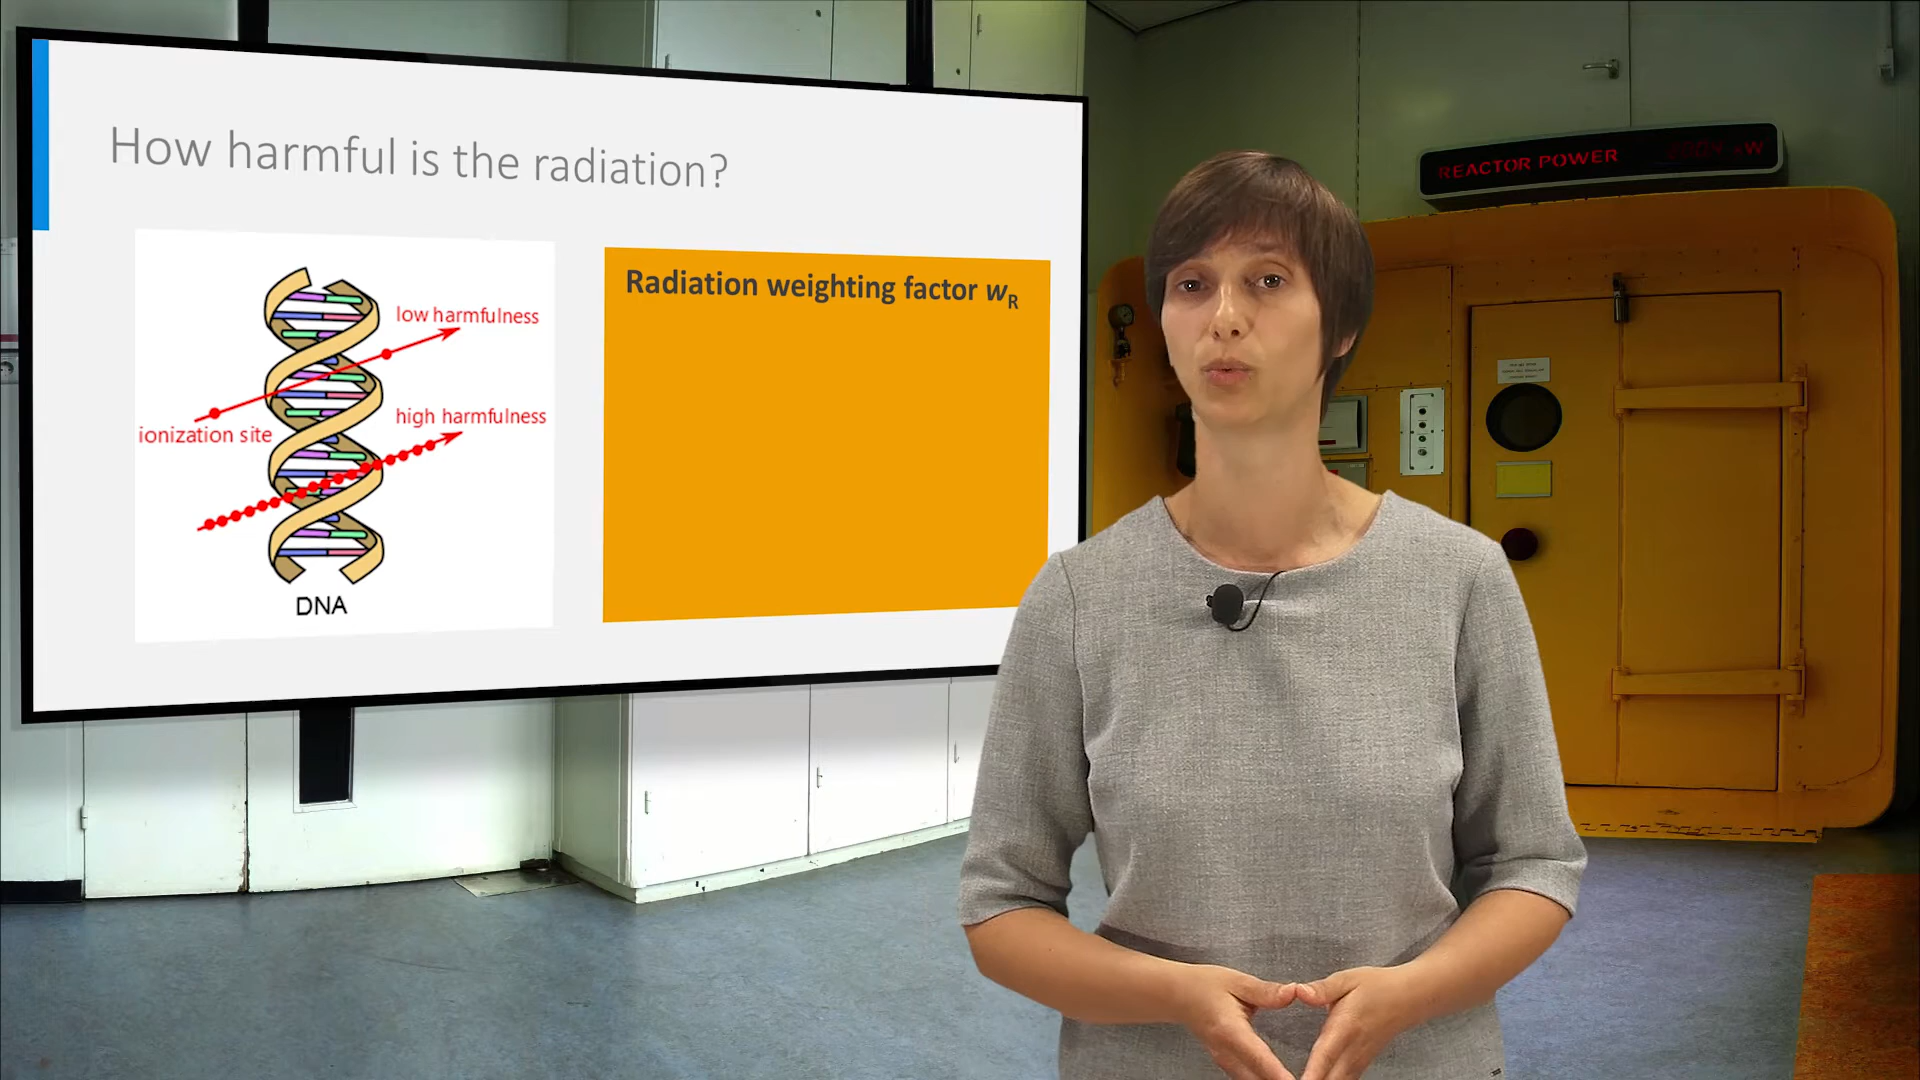 How harmful is the radiation?
low harmfulness
ionization site
high harmfulness
DNA
Radiation weighting factor wR
REACTOR POWER